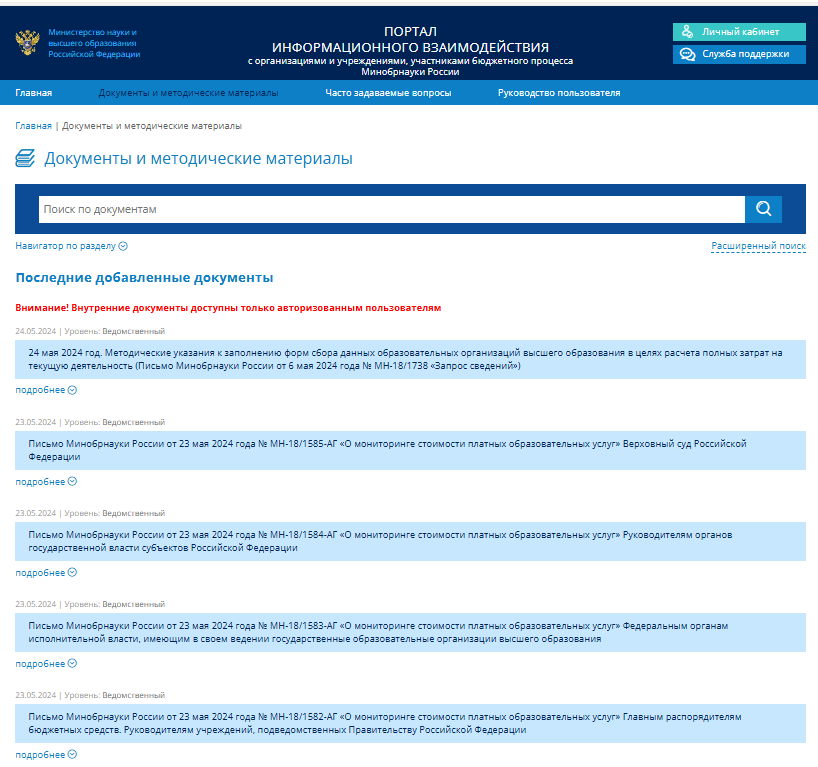 Министерство науки и
высшего образования
Российской Федерации
ПОРТАЛ
ИНФОРМАЦИОННОГО ВЗАИМОДЕЙСТВИЯ
с организациями и учреждениями, участниками бюджетного процесса
Минобрнауки России
Личный кабинет
Служба поддержки
Главная Документы и методические материалы Часто задаваемые вопросы Руководство пользователя
Главная | Документы и методические материалы
Документы и методические материалы
Поиск по документам
Навигатор по разделу Расширенный поиск
Последние добавленные документы
Внимание! Внутренние документы доступны только авторизованным пользователям
24.05.2024 | Уровень: Ведомственный
24 мая 2024 год. Методические указания к заполнению форм сбора данных образовательных организаций высшего образования в целях расчета полных затрат на
текущую деятельность (Письмо Минобрнауки России от 6 мая 2024 года № МН-18/1738 «Запрос сведений»)
подробнее
23.05.2024 | Уровень: Ведомственный
Письмо Минобрнауки России от 23 мая 2024 года № МН-18/1585-АГ «О мониторинге стоимости платных образовательных услуг» Верховный суд Российской
Федерации
подробнее
23.05.2024 | Уровень: Ведомственный
Письмо Минобрнауки России от 23 мая 2024 года № МН-18/1584-АГ «О мониторинге стоимости платных образовательных услуг» Руководителям органов
государственной власти субъектов Российской Федерации
подробнее
23.05.2024 | Уровень: Ведомственный
Письмо Минобрнауки России от 23 мая 2024 года № МН-18/1583-АГ «О мониторинге стоимости платных образовательных услуг» Федеральным органам
исполнительной власти, имеющим в своем ведении государственные образовательные организации высшего образования
подробнее
23.05.2024 | Уровень: Ведомственный
Письмо Минобрнауки России от 23 мая 2024 года № МН-18/1582-АГ «О мониторинге стоимости платных образовательных услуг» Главным распорядителям
бюджетных средств. Руководителям учреждений, подведомственных Правительству Российской Федерации
подробнее